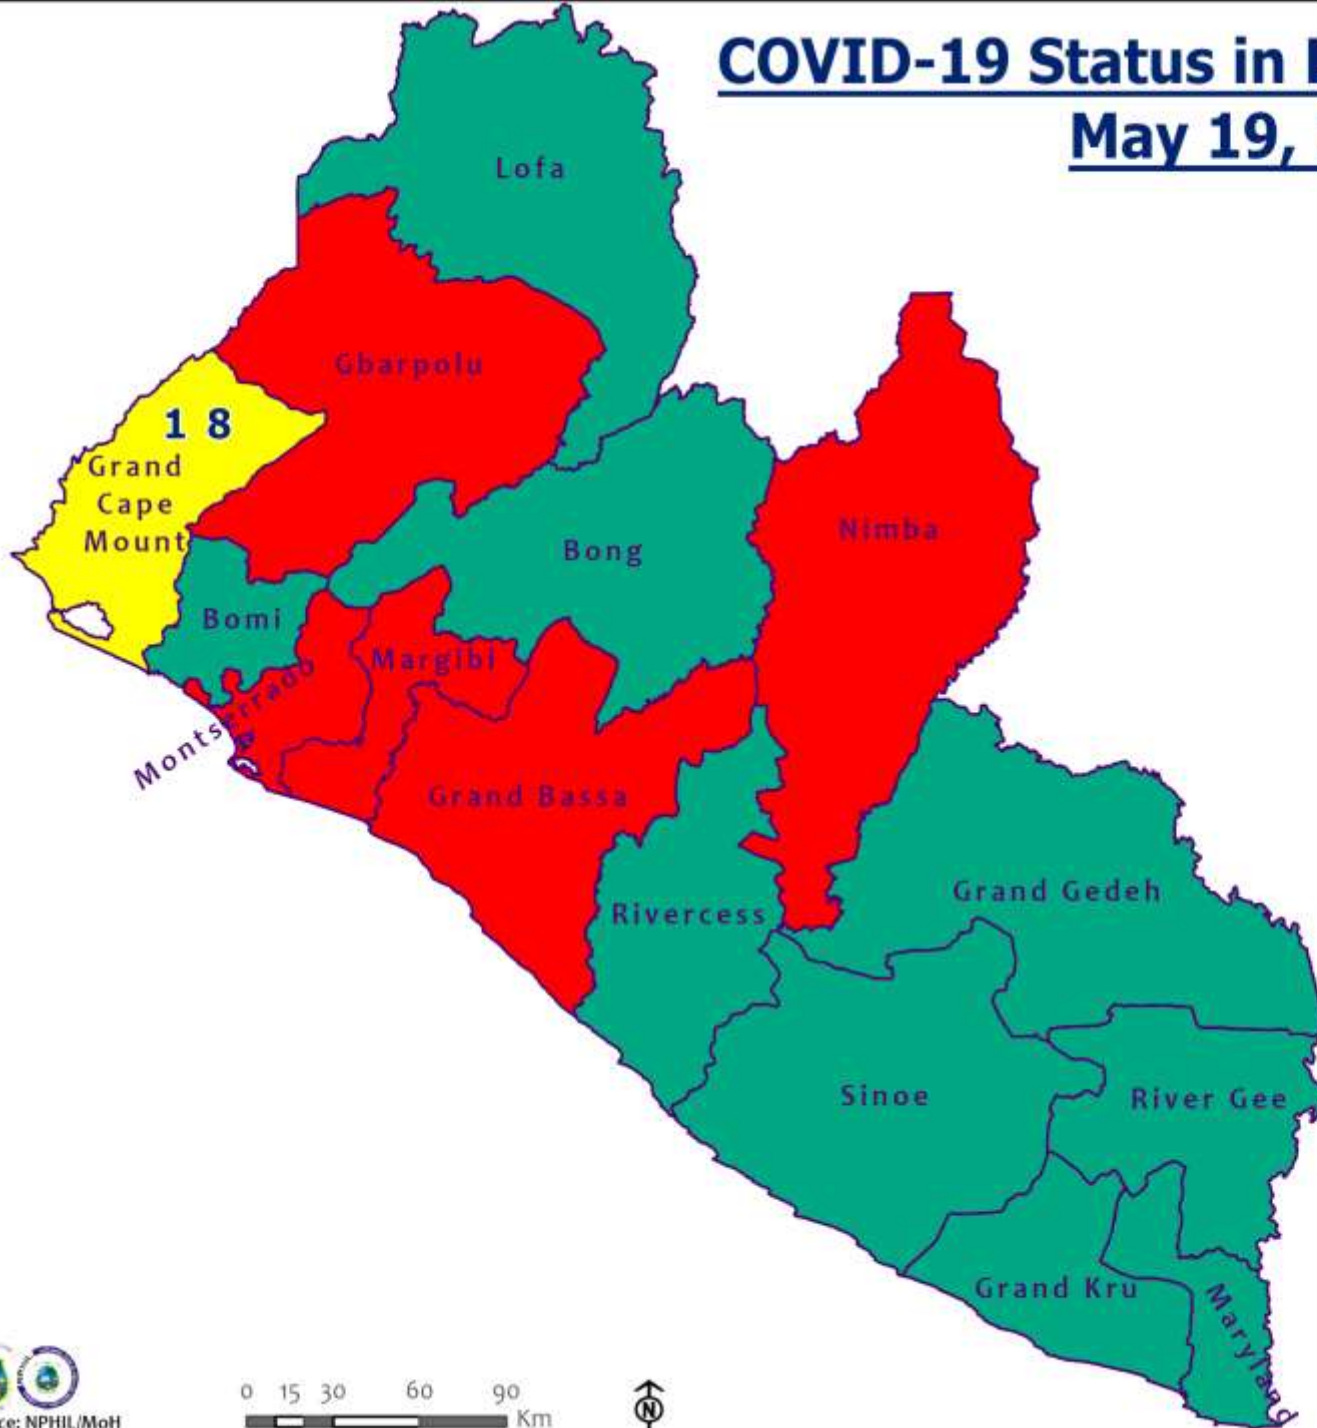 COVID-19 Status in
May 19,
Lofa
Gbarpolu
1 8
Grand
Cape
Mount
Nimba
Bong
Bomi
Margibi
Montserrado
Grand Bassa
Grand Gedeh
Rivercess
Sinoe
River Gee
Grand Kru
Maryland
0 15 30 60 90
Km
N
ce: NPHIL/MoH